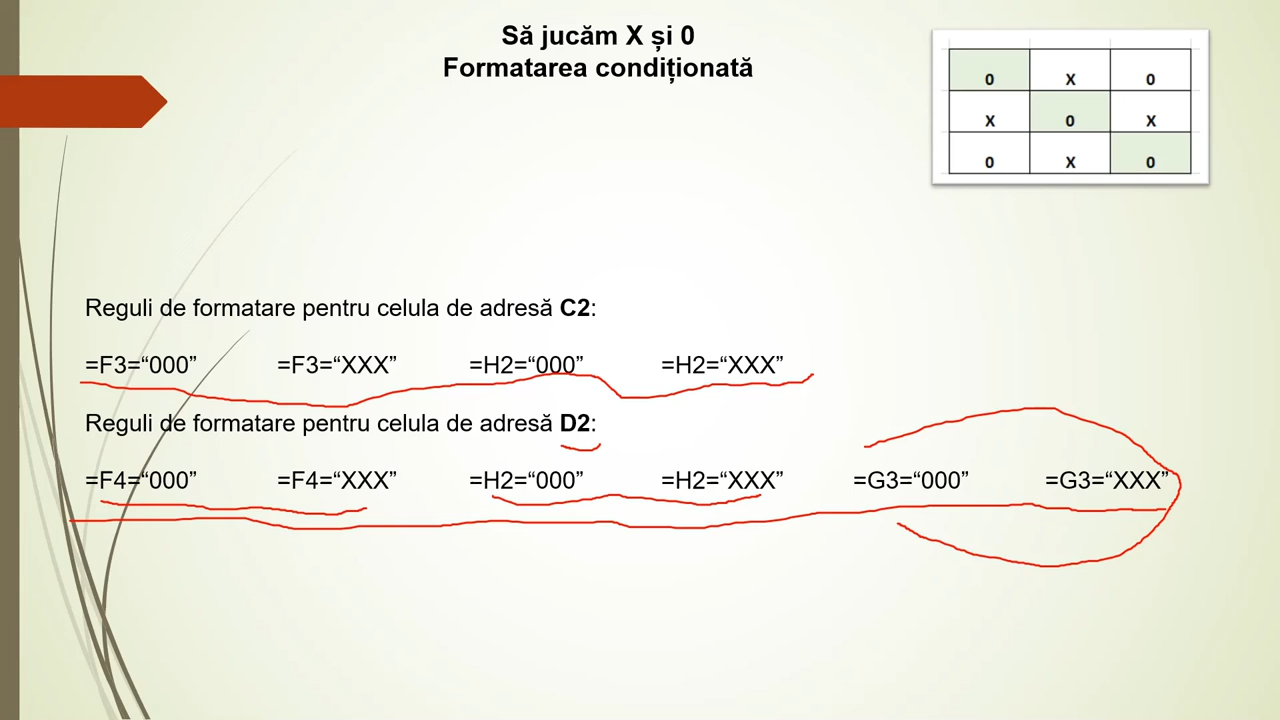 Să jucăm X și 0
Formatarea condiționată
0 X 0
X 0 X
0 X 0
Reguli de formatare pentru celula de adresă C2:
=F3=“000” =F3=“XXX” =H2=“000” =H2=“XXX”
Reguli de formatare pentru celula de adresă D2:
=F4=“000” =F4=“XXX” =H2=“000” =H2=“XXX” =G3=“000” =G3=“XXX”